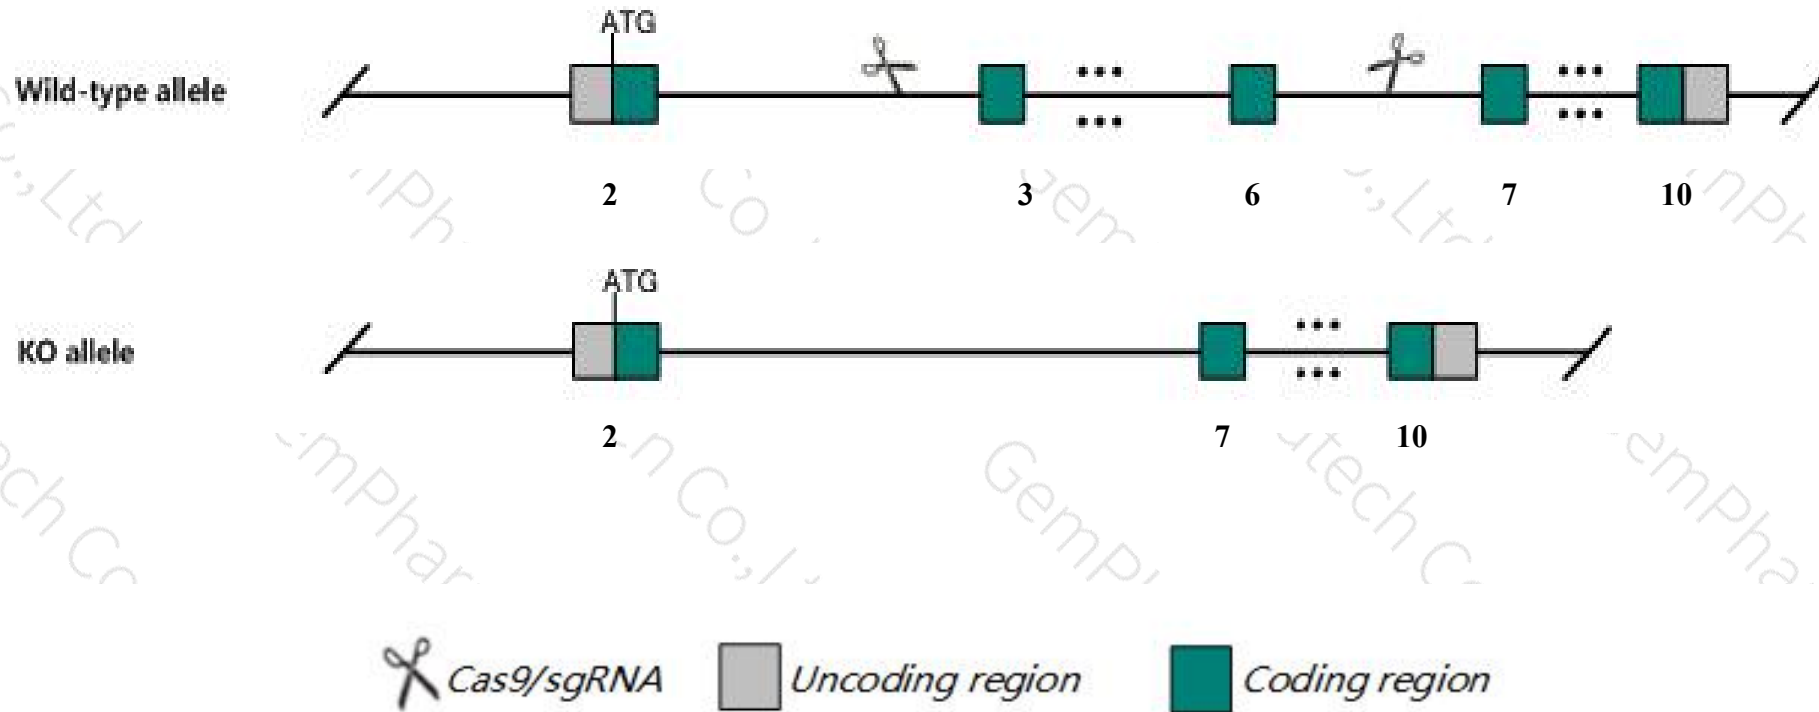 ATG
Wild-type allele
2 3 6 7 10
ATG
KO allele
2 7 10
Cas9/sgRNA Uncoding region Coding region